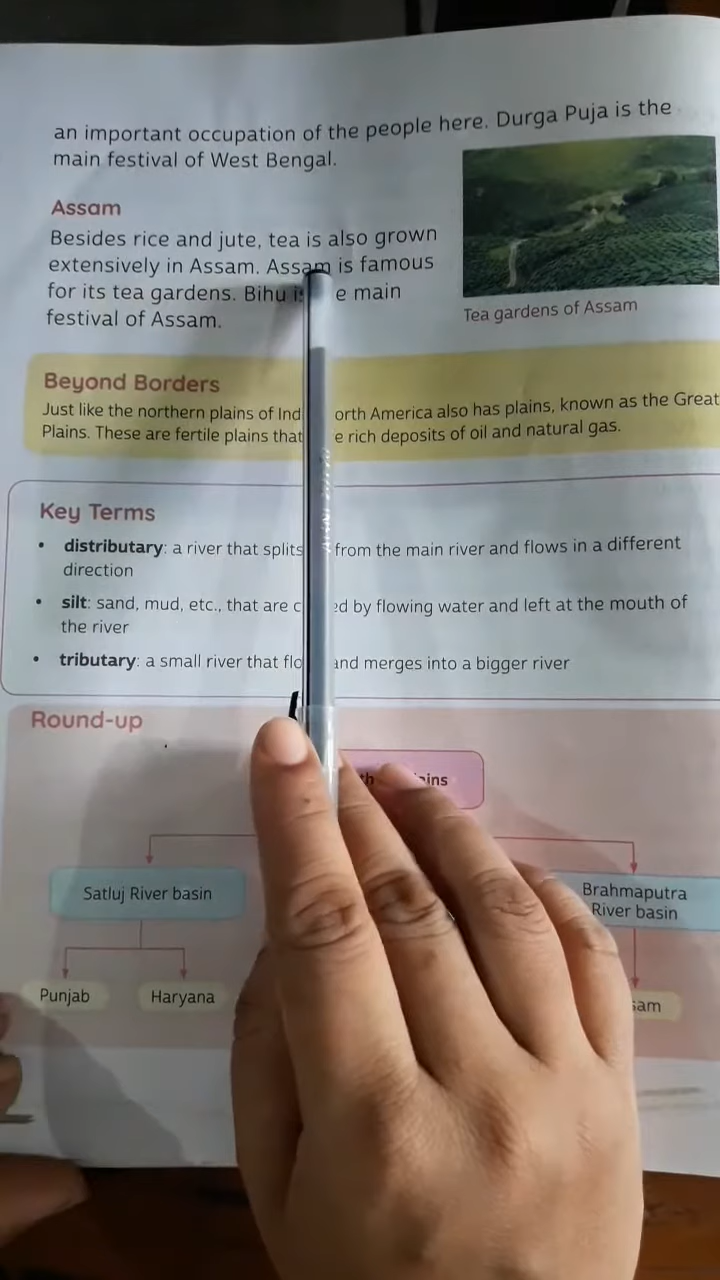 an important occupation of the people here. Durga Puja is the
main festival of West Bengal.
Assam
Besides rice and jute, tea is also grown
extensively in Assam. Assam is famous
for its tea gardens. Bihu is e main
festival of Assam.
Tea gardens of Assam
Beyond Borders
Just like the northern plains of Ind orth America also has plains, known as the Great
Plains. These are fertile plains that e rich deposits of oil and natural gas.
Key Terms
• distributary: a river that splits from the main river and flows in a different
direction
• silt: sand, mud, etc., that are c ed by flowing water and left at the mouth of
the river
• tributary: a small river that flo and merges into a bigger river
Round-up
th ains
Satluj River basin
Brahmaputra
River basin
Punjab
Haryana
sam